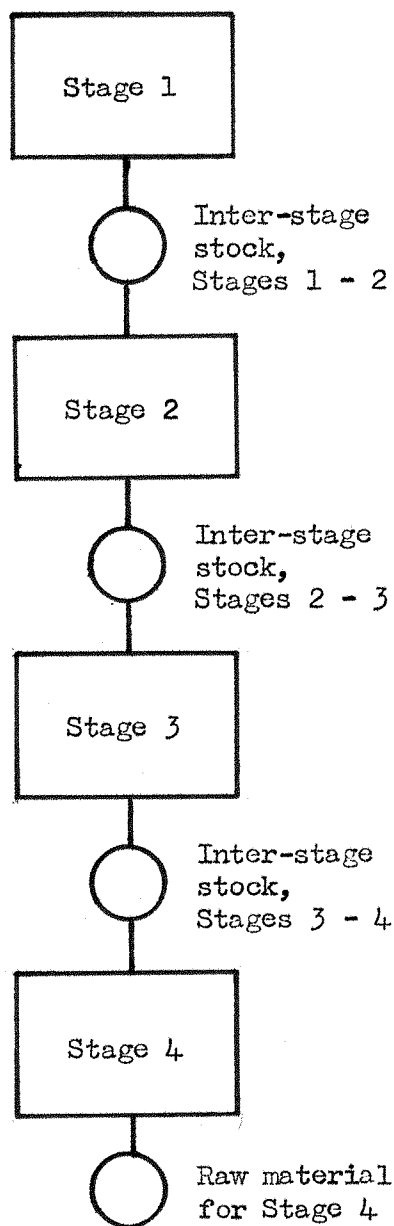 Stage 1
Inter-stage
stock,
Stages 1 - 2
Stage 2
Inter-stage
stock,
Stages 2 - 3
Stage 3
Inter-stage
stock,
Stages 3 - 4
Stage 4
Raw material
for Stage 4